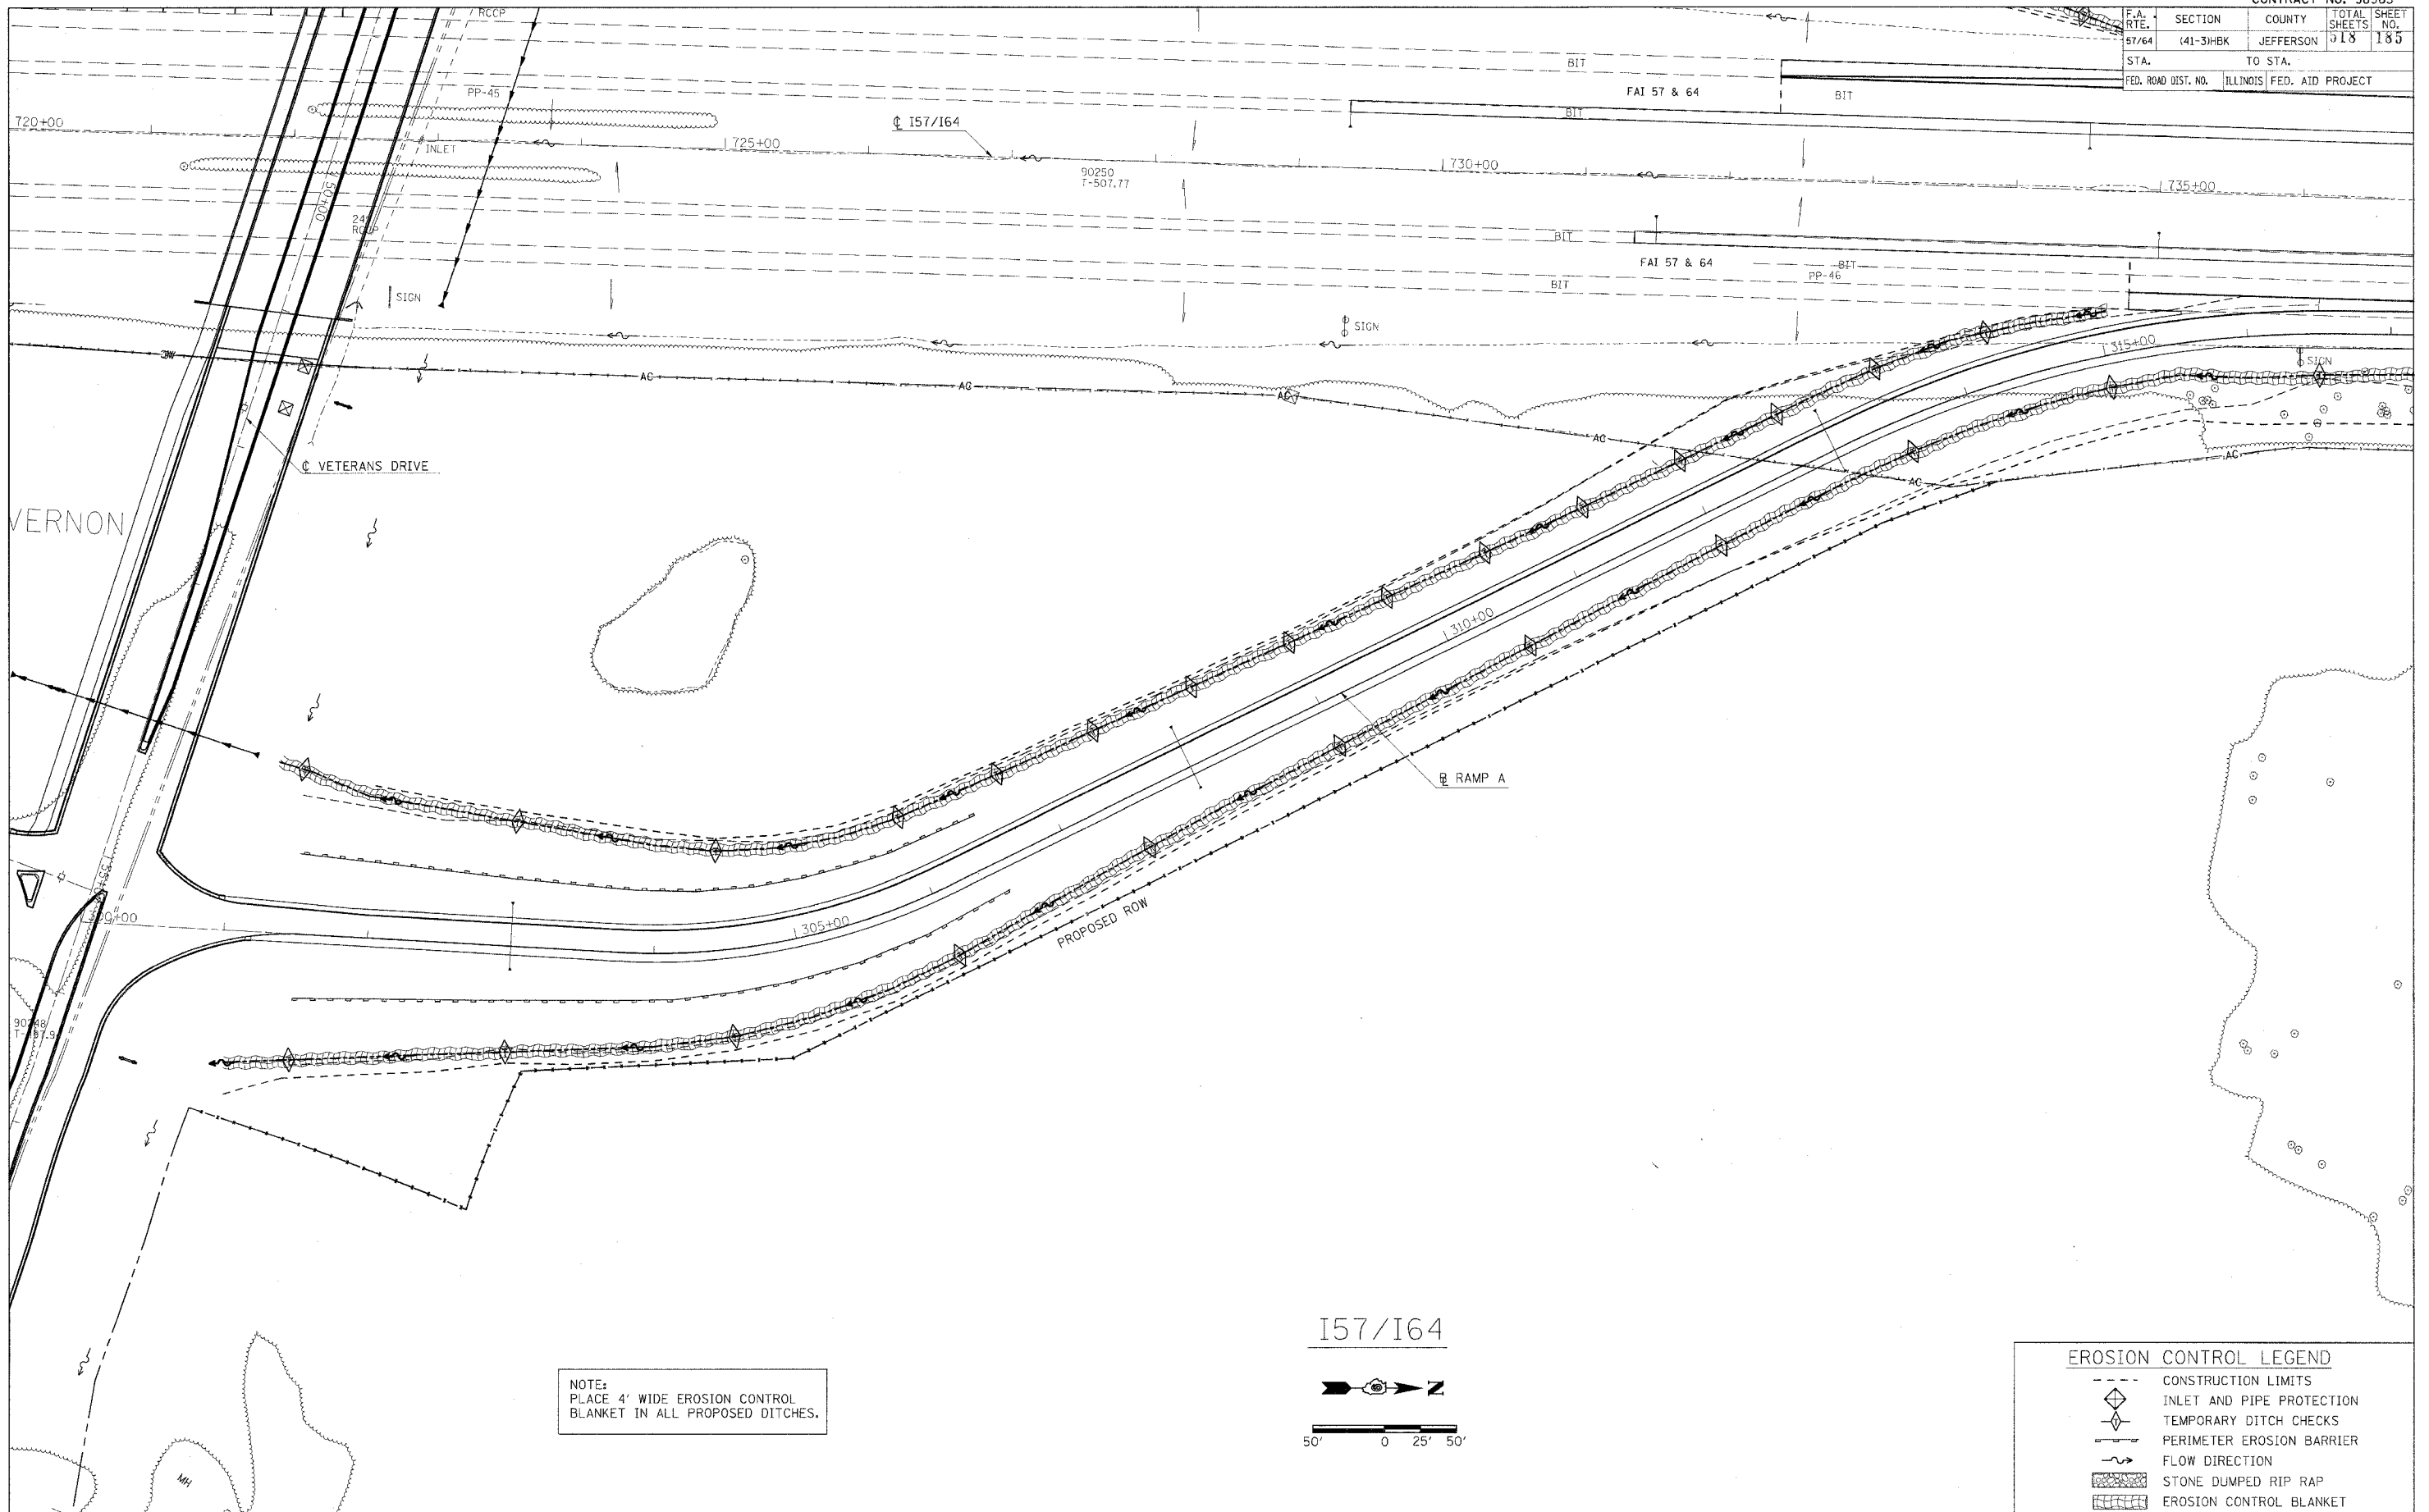 F.A. RTE. SECTION COUNTY TOTAL SHEETS SHEET NO.
57/64 (41-3)HBK JEFFERSON 518 185
STA. TO STA.
FED. ROAD DIST. NO. ILLINOIS FED. AID PROJECT
RCCP
PP-45
BIT
FAI 57 & 64
BIT
BIT
720+00
INLET
℄ I57/I64
725+00
730+00
735+00
90250
T-507.77
50+00
BIT
FAI 57 & 64
BIT
PP-46
BIT
SIGN
SIGN
SIGN
315+00
AC
AC
AC
AC
AC
AC
℄ VETERANS DRIVE
VERNON
310+00
RAMP A
300+00
305+00
PROPOSED ROW
I57/I64
Z
50' 0 25' 50'
NOTE:
PLACE 4' WIDE EROSION CONTROL
BLANKET IN ALL PROPOSED DITCHES.
MH
EROSION CONTROL LEGEND
CONSTRUCTION LIMITS
INLET AND PIPE PROTECTION
TEMPORARY DITCH CHECKS
PERIMETER EROSION BARRIER
FLOW DIRECTION
STONE DUMPED RIP RAP
EROSION CONTROL BLANKET